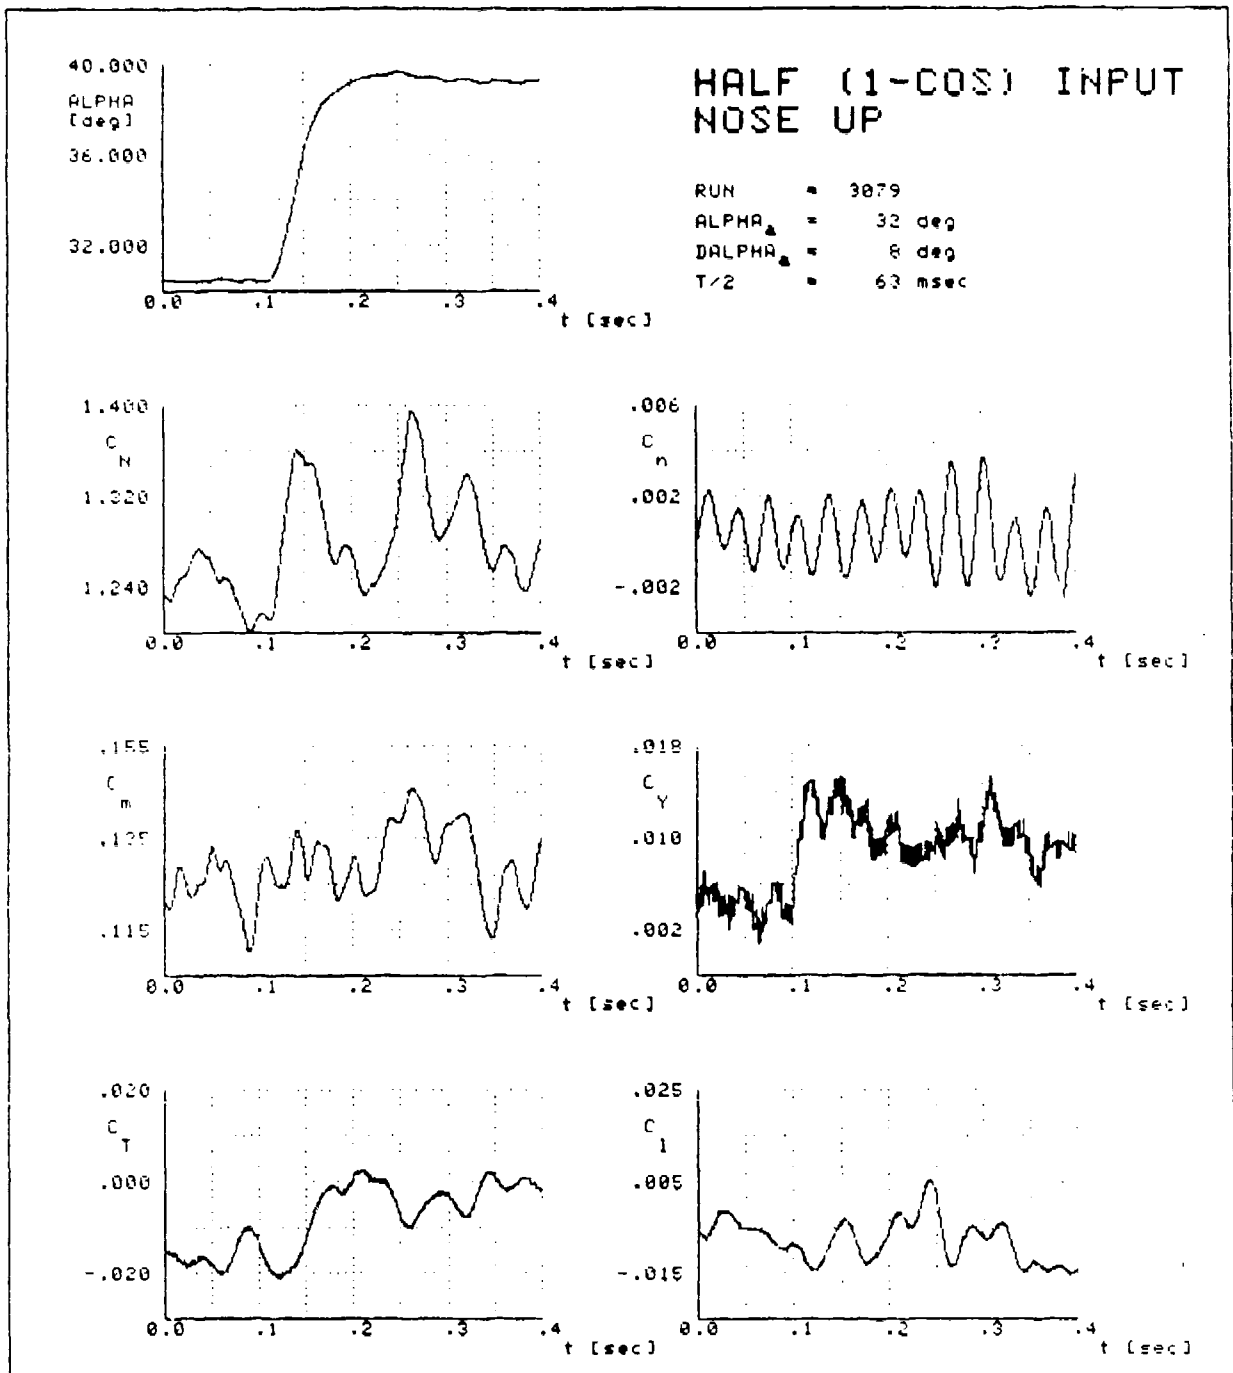 HALF (1-COS) INPUT
NOSE UP
RUN = 3079
ALPHA = 32 deg
DALPHA = 8 deg
T/2 = 63 msec
40.000
ALPHA
[deg]
36.000
32.000
0.0 .1 .2 .3 .4
t [sec]
1.400
C N
1.320
1.240
0.0 .1 .2 .3 .4
t [sec]
.006
C n
.002
-.002
0.0 .1 .2 .3 .4
t [sec]
.155
C m
.135
.115
0.0 .1 .2 .3 .4
t [sec]
.018
C Y
.010
.002
0.0 .1 .2 .3 .4
t [sec]
.020
C T
.000
-.020
0.0 .1 .2 .3 .4
t [sec]
.025
C l
.005
-.015
0.0 .1 .2 .3 .4
t [sec]